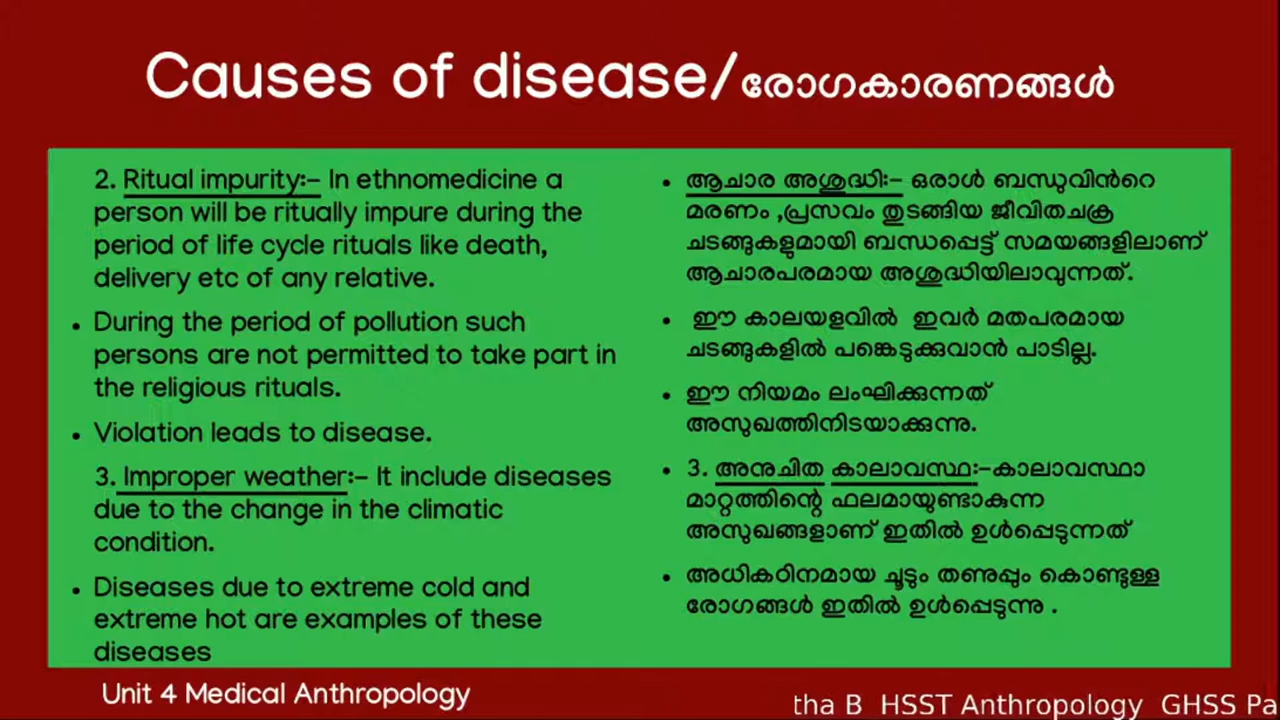 Causes of disease/രോഗകാരണങ്ങൾ
2. Ritual impurity:– In ethnomedicine a
person will be ritually impure during the
period of life cycle rituals like death,
delivery etc of any relative.
• During the period of pollution such
persons are not permitted to take part in
the religious rituals.
• Violation leads to disease.
3. Improper weather:– It include diseases
due to the change in the climatic
condition.
• Diseases due to extreme cold and
extreme hot are examples of these
diseases
• ആചാര അശുദ്ധി:– ഒരാൾ ബന്ധുവിൻറെ
മരണം ,പ്രസവം തുടങ്ങിയ ജീവിതചക്ര
ചടങ്ങുകളുമായി ബന്ധപ്പെട്ട് സമയങ്ങളിലാണ്
ആചാരപരമായ അശുദ്ധിയിലാവുന്നത്.
• ഈ കാലയളവിൽ ഇവർ മതപരമായ
ചടങ്ങുകളിൽ പങ്കെടുക്കുവാൻ പാടില്ല.
• ഈ നിയമം ലംഘിക്കുന്നത്
അസുഖത്തിനിടയാക്കുന്നു.
• 3. അനുചിത കാലാവസ്ഥ:–കാലാവസ്ഥാ
മാറ്റത്തിന്റെ ഫലമായുണ്ടാകുന്ന
അസുഖങ്ങളാണ് ഇതിൽ ഉൾപ്പെടുന്നത്
• അധികഠിനമായ ചൂടും തണുപ്പും കൊണ്ടുള്ള
രോഗങ്ങൾ ഇതിൽ ഉൾപ്പെടുന്നു .
Unit 4 Medical Anthropology
tha B HSST Anthropology GHSS Pa